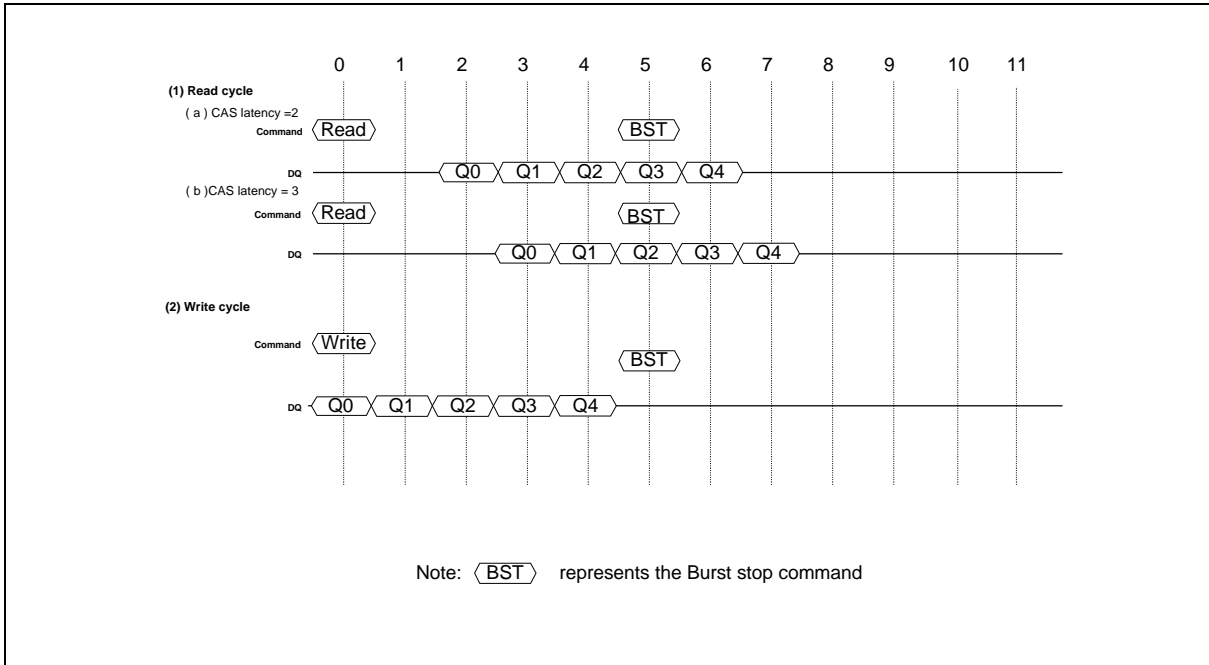 0 1 2 3 4 5 6 7 8 9 10 11
(1) Read cycle
( a ) CAS latency =2
Command Read BST
DQ Q0 Q1 Q2 Q3 Q4
( b )CAS latency = 3
Command Read BST
DQ Q0 Q1 Q2 Q3 Q4
(2) Write cycle
Command Write BST
DQ Q0 Q1 Q2 Q3 Q4
Note: BST represents the Burst stop command